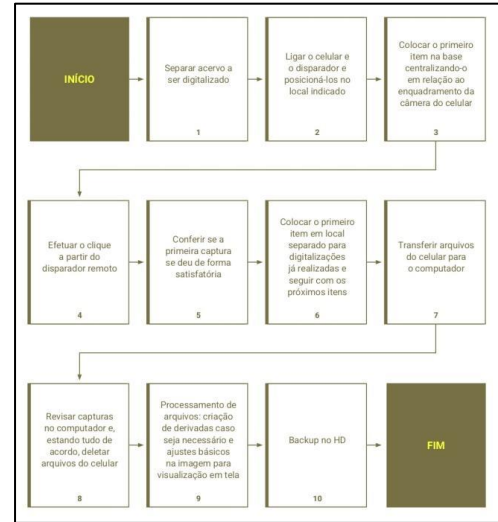 INÍCIO
Separar acervo a
ser digitalizado
1
Ligar o celular e
o disparador e
posicioná-los no
local indicado
2
Colocar o primeiro
item na base
centralizando-o
em relação ao
enquadramento da
câmera do celular
3
Efetuar o clique
a partir do
disparador remoto
4
Conferir se a
primeira captura
se deu de forma
satisfatória
5
Colocar o primeiro
item em local
separado para
digitalizações
já realizadas e
seguir com os
próximos itens
6
Transferir arquivos
do celular para
o computador
7
Revisar capturas
no computador e,
estando tudo de
acordo, deletar
arquivos do celular
8
Processamento de
arquivos: criação
de derivadas caso
seja necessário e
ajustes básicos
na imagem para
visualização em tela
9
Backup no HD
10
FIM